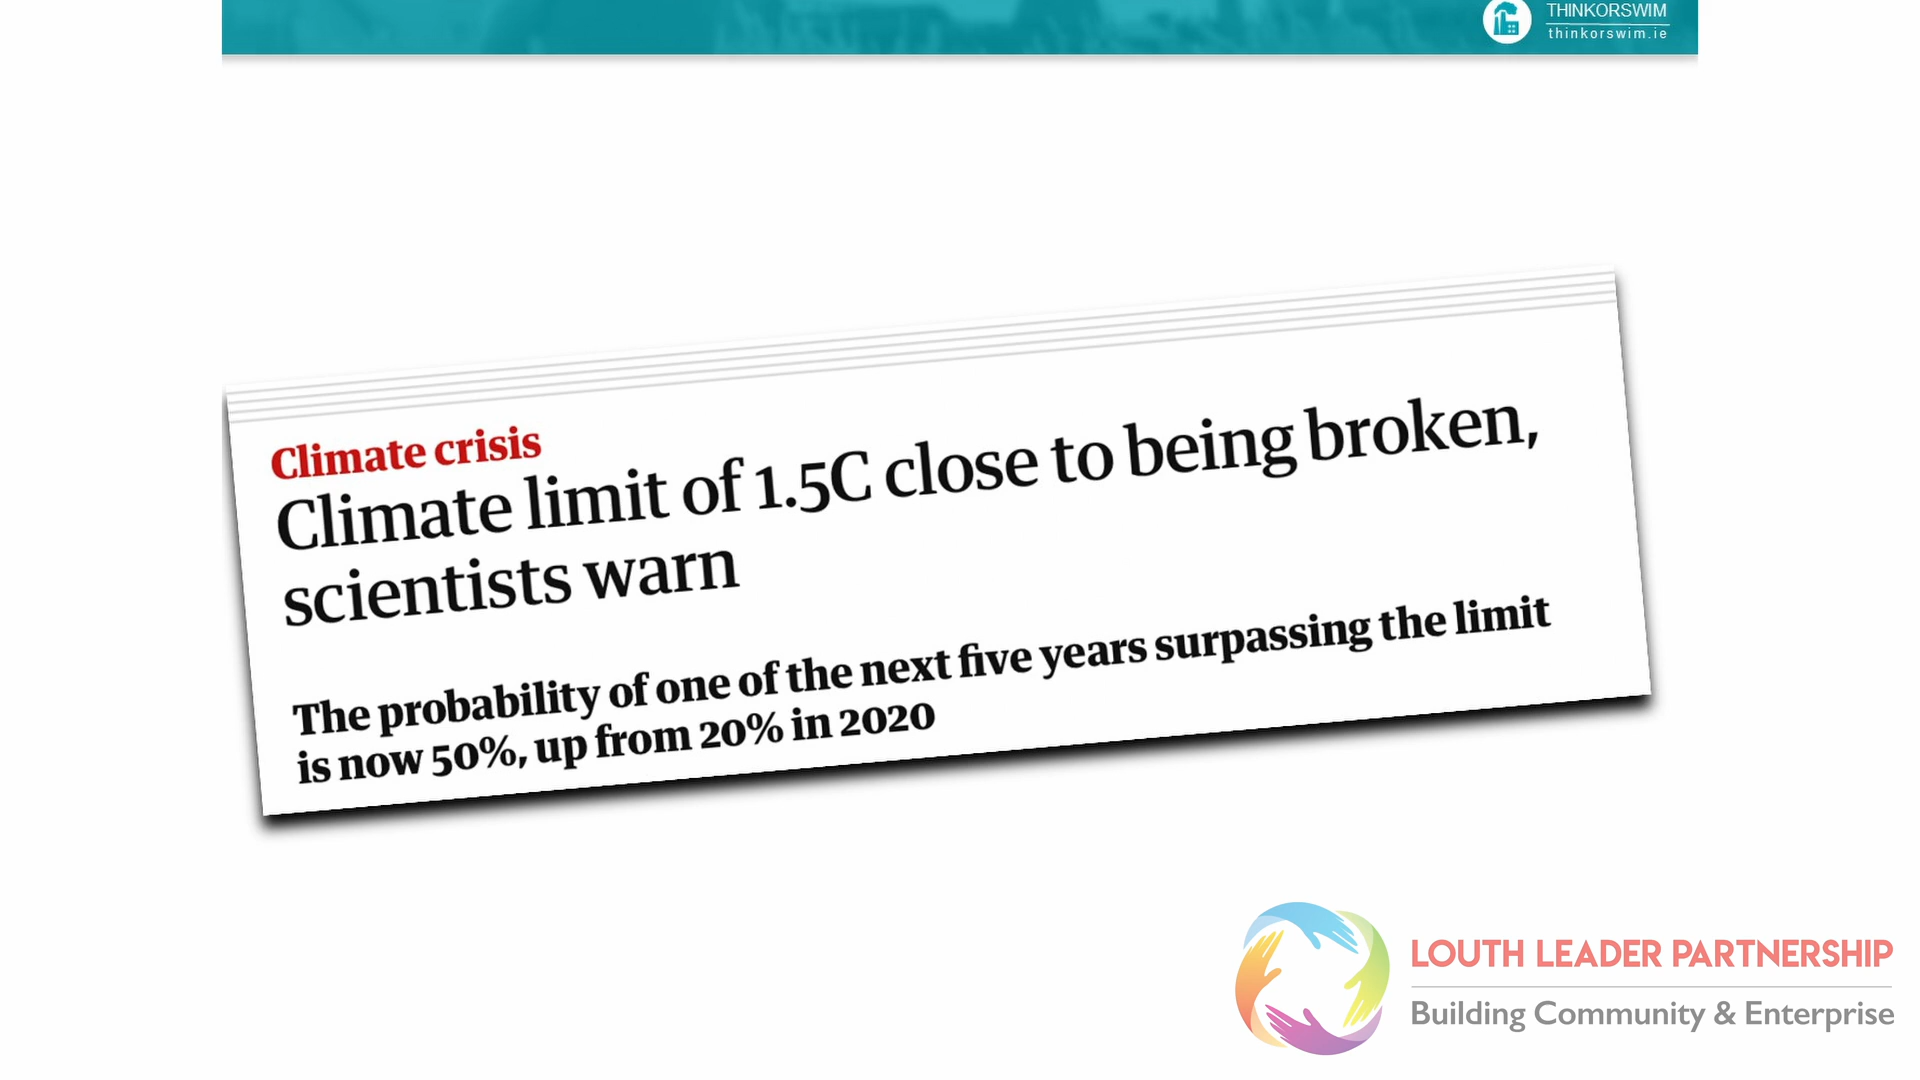 THINKORSWIM
thinkorswim.ie
Climate crisis
Climate limit of 1.5C close to being broken,
scientists warn
The probability of one of the next five years surpassing the limit
is now 50%, up from 20% in 2020
LOUTH LEADER PARTNERSHIP
Building Community & Enterprise